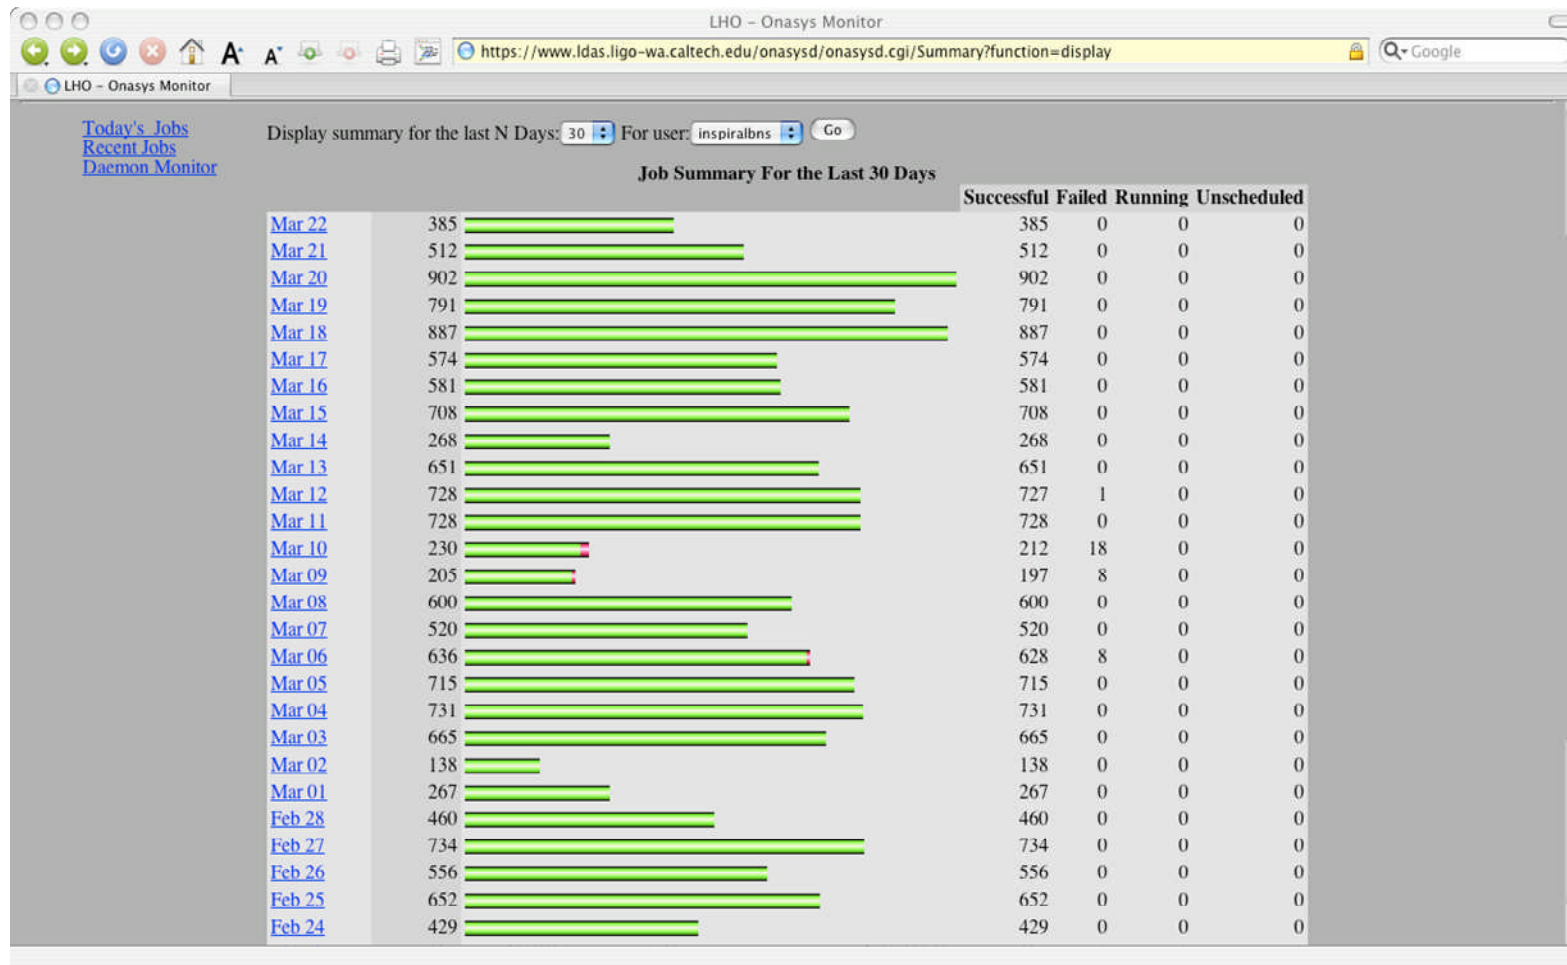 LHO - Onasys Monitor
A A https://www.ldas.ligo-wa.caltech.edu/onasysd/onasysd.cgi/Summary?function=display Q Google
LHO - Onasys Monitor
Today's Jobs
Recent Jobs
Daemon Monitor
Display summary for the last N Days: 30 For user: inspiralbns Go
Job Summary For the Last 30 Days
Successful Failed Running Unscheduled
Mar 22 385 385 0 0 0
Mar 21 512 512 0 0 0
Mar 20 902 902 0 0 0
Mar 19 791 791 0 0 0
Mar 18 887 887 0 0 0
Mar 17 574 574 0 0 0
Mar 16 581 581 0 0 0
Mar 15 708 708 0 0 0
Mar 14 268 268 0 0 0
Mar 13 651 651 0 0 0
Mar 12 728 727 1 0 0
Mar 11 728 728 0 0 0
Mar 10 230 212 18 0 0
Mar 09 205 197 8 0 0
Mar 08 600 600 0 0 0
Mar 07 520 520 0 0 0
Mar 06 636 628 8 0 0
Mar 05 715 715 0 0 0
Mar 04 731 731 0 0 0
Mar 03 665 665 0 0 0
Mar 02 138 138 0 0 0
Mar 01 267 267 0 0 0
Feb 28 460 460 0 0 0
Feb 27 734 734 0 0 0
Feb 26 556 556 0 0 0
Feb 25 652 652 0 0 0
Feb 24 429 429 0 0 0